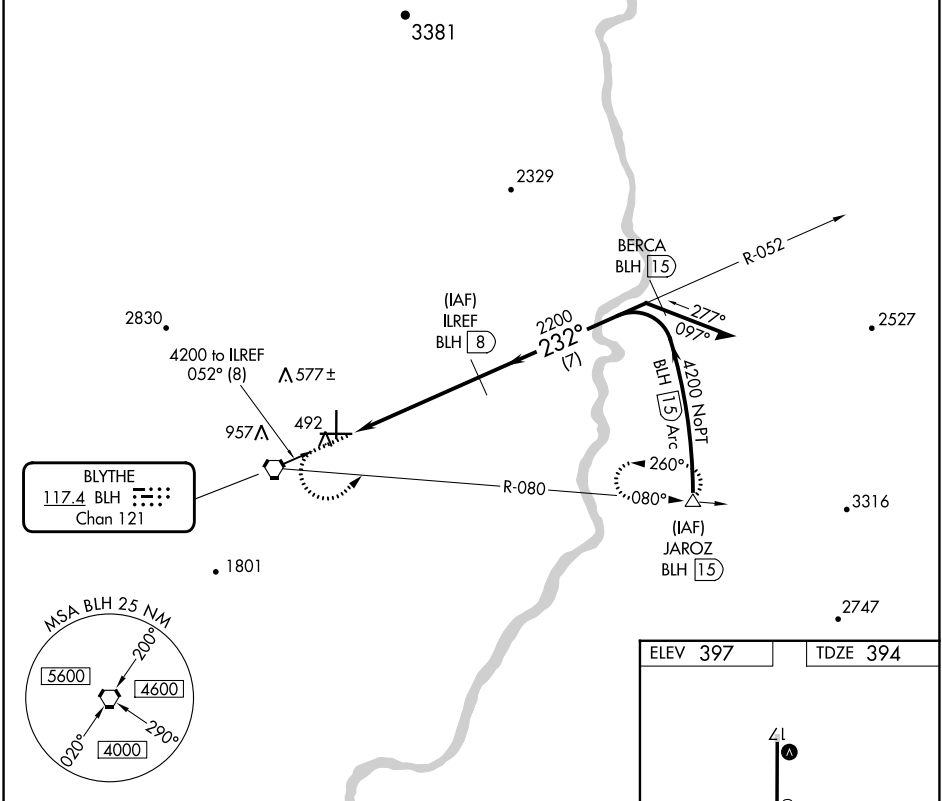 3381
2329
BERCA
BLH 15
R-052
(IAF)
ILREF
BLH 8
2200
232°
(7)
277°
097°
2830
2527
4200 to ILREF
052° (8)
577±
4200 NoPT
BLH 15 Arc
957
492
BLYTHE
117.4 BLH
Chan 121
R-080
260°
080°
(IAF)
JAROZ
BLH 15
3316
1801
2747
MSA BLH 25 NM
200°
5600
4600
020°
290°
4000
ELEV 397
TDZE 394
17
V